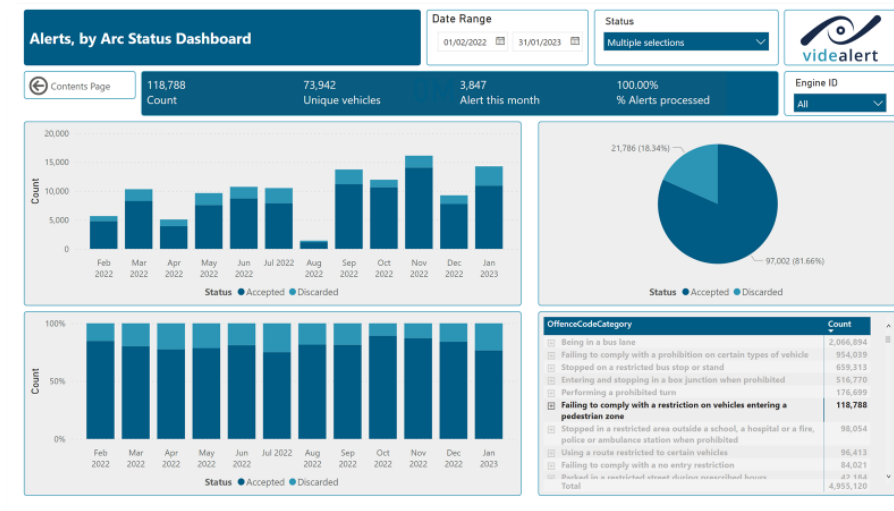 Alerts, by Arc Status Dashboard
Date Range
01/02/2022
31/01/2023
Status
Multiple selections
videalert
Contents Page
118,788
Count
73,942
Unique vehicles
3,847
Alert this month
100.00%
% Alerts processed
Engine ID
All
20,000
15,000
10,000
5,000
0
Count
Feb 2022
Mar 2022
Apr 2022
May 2022
Jun 2022
Jul 2022
Aug 2022
Sep 2022
Oct 2022
Nov 2022
Dec 2022
Jan 2023
Status Accepted Discarded
21,786 (18.34%)
97,002 (81.66%)
Status Accepted Discarded
100%
50%
0%
Count
Feb 2022
Mar 2022
Apr 2022
May 2022
Jun 2022
Jul 2022
Aug 2022
Sep 2022
Oct 2022
Nov 2022
Dec 2022
Jan 2023
Status Accepted Discarded
OffenceCodeCategory Count
Being in a bus lane 2,066,894
Failing to comply with a prohibition on certain types of vehicle 954,039
Stopped on a restricted bus stop or stand 659,313
Entering and stopping in a box junction when prohibited 516,770
Performing a prohibited turn 176,699
Failing to comply with a restriction on vehicles entering a 118,788
pedestrian zone
Stopped in a restricted area outside a school, a hospital or a fire, 98,054
police or ambulance station when prohibited
Using a route restricted to certain vehicles 96,413
Failing to comply with a no entry restriction 84,021
Parked in a restricted street during prescribed hours 42,184
Total 4,955,120